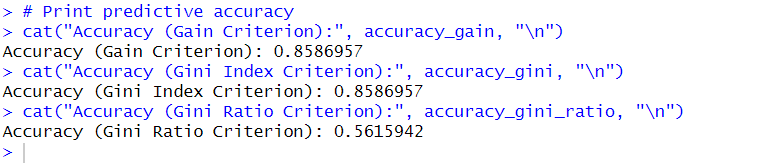 > # Print predictive accuracy
> cat("Accuracy (Gain Criterion):", accuracy_gain, "\n")
Accuracy (Gain Criterion): 0.8586957
> cat("Accuracy (Gini Index Criterion):", accuracy_gini, "\n")
Accuracy (Gini Index Criterion): 0.8586957
> cat("Accuracy (Gini Ratio Criterion):", accuracy_gini_ratio, "\n")
Accuracy (Gini Ratio Criterion): 0.5615942
>